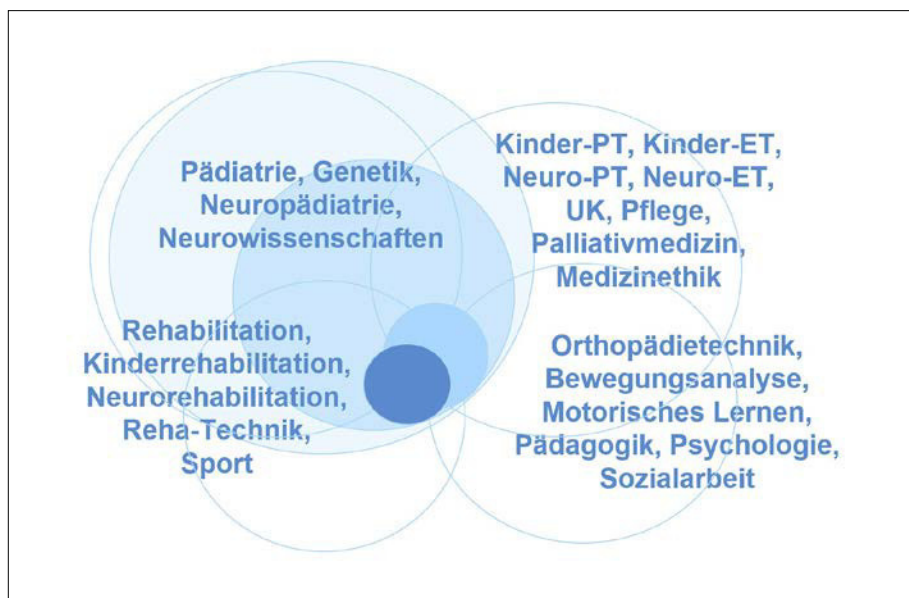 Pädiatrie, Genetik,
Neuropädiatrie,
Neurowissenschaften
Kinder-PT, Kinder-ET,
Neuro-PT, Neuro-ET,
UK, Pflege,
Palliativmedizin,
Medizinethik
Rehabilitation,
Kinderrehabilitation,
Neurorehabilitation,
Reha-Technik,
Sport
Orthopädietechnik,
Bewegungsanalyse,
Motorisches Lernen,
Pädagogik, Psychologie,
Sozialarbeit